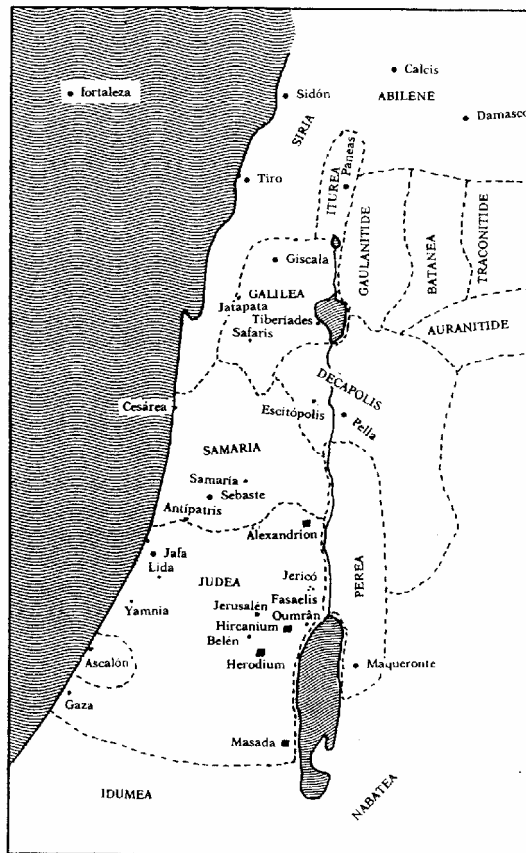 Calcis
fortaleza
Sidón
ABILENE
Damasco
SIRIA
Paneas
ITUREA
Tiro
GAULANITIDE
BATANEA
TRACONITIDE
Giscala
GALILEA
Jatapata
Tiberíades
Safaris
AURANITIDE
DECAPOLIS
Cesárea
Escitópolis
Pella
SAMARIA
Samaría
Sebaste
Antípatris
Alexandrion
Jafa
Lida
JUDEA
Jericó
PEREA
Fasaelis
Yamnia
Jerusalén
Qumrân
Hircanium
Belén
Ascalón
Herodium
Maqueronte
Gaza
Masada
IDUMEA
NABATEA